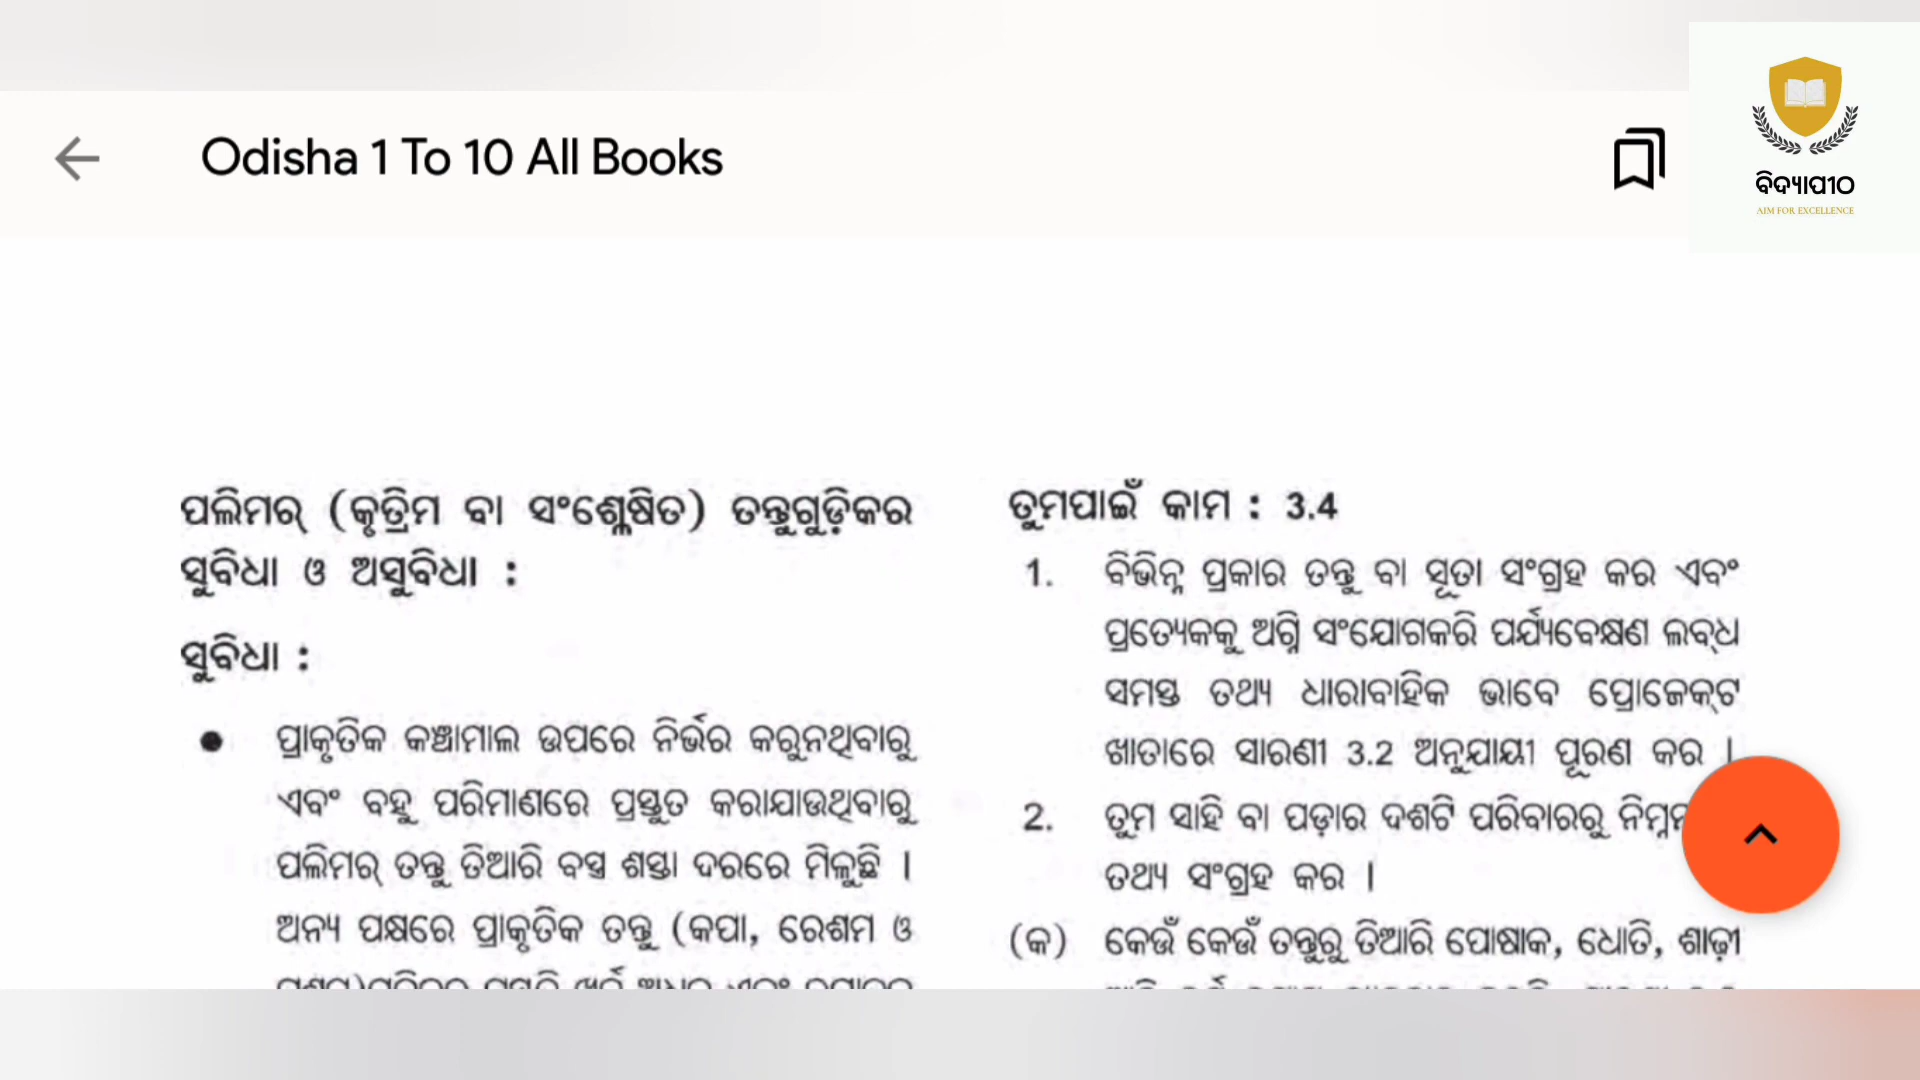 Odisha 1 To 10 All Books
ବିଦ୍ୟାପୀଠ
AIM FOR EXCELLENCE
ପଲିମର୍ (କୃତ୍ରିମ ବା ସଂଶ୍ଳେଷିତ) ତନ୍ତୁଗୁଡ଼ିକର
ସୁବିଧା ଓ ଅସୁବିଧା :
ସୁବିଧା :
● ପ୍ରାକୃତିକ କଞ୍ଚାମାଲ ଉପରେ ନିର୍ଭର କରୁନଥିବାରୁ
ଏବଂ ବହୁ ପରିମାଣରେ ପ୍ରସ୍ତୁତ କରାଯାଉଥିବାରୁ
ପଲିମର୍ ତନ୍ତୁ ତିଆରି ବସ୍ତ୍ର ଶସ୍ତା ଦରରେ ମିଳୁଛି ।
ଅନ୍ୟ ପକ୍ଷରେ ପ୍ରାକୃତିକ ତନ୍ତୁ (କପା, ରେଶମ ଓ
ତୁମପାଇଁ କାମ : 3.4
1. ବିଭିନ୍ନ ପ୍ରକାର ତନ୍ତୁ ବା ସୂତା ସଂଗ୍ରହ କର ଏବଂ
ପ୍ରତ୍ୟେକକୁ ଅଗ୍ନି ସଂଯୋଗକରି ପର୍ଯ୍ୟବେକ୍ଷଣ ଲବ୍ଧ
ସମସ୍ତ ତଥ୍ୟ ଧାରାବାହିକ ଭାବେ ପ୍ରୋଜେକ୍ଟ
ଖାତାରେ ସାରଣୀ 3.2 ଅନୁଯାୟୀ ପୂରଣ କର ।
2. ତୁମ ସାହି ବା ପଡ଼ାର ଦଶଟି ପରିବାରରୁ
ତଥ୍ୟ ସଂଗ୍ରହ କର ।
(କ) କେଉଁ କେଉଁ ତନ୍ତୁରୁ ତିଆରି ପୋଷାକ, ଧୋତି, ଶାଢ଼ୀ